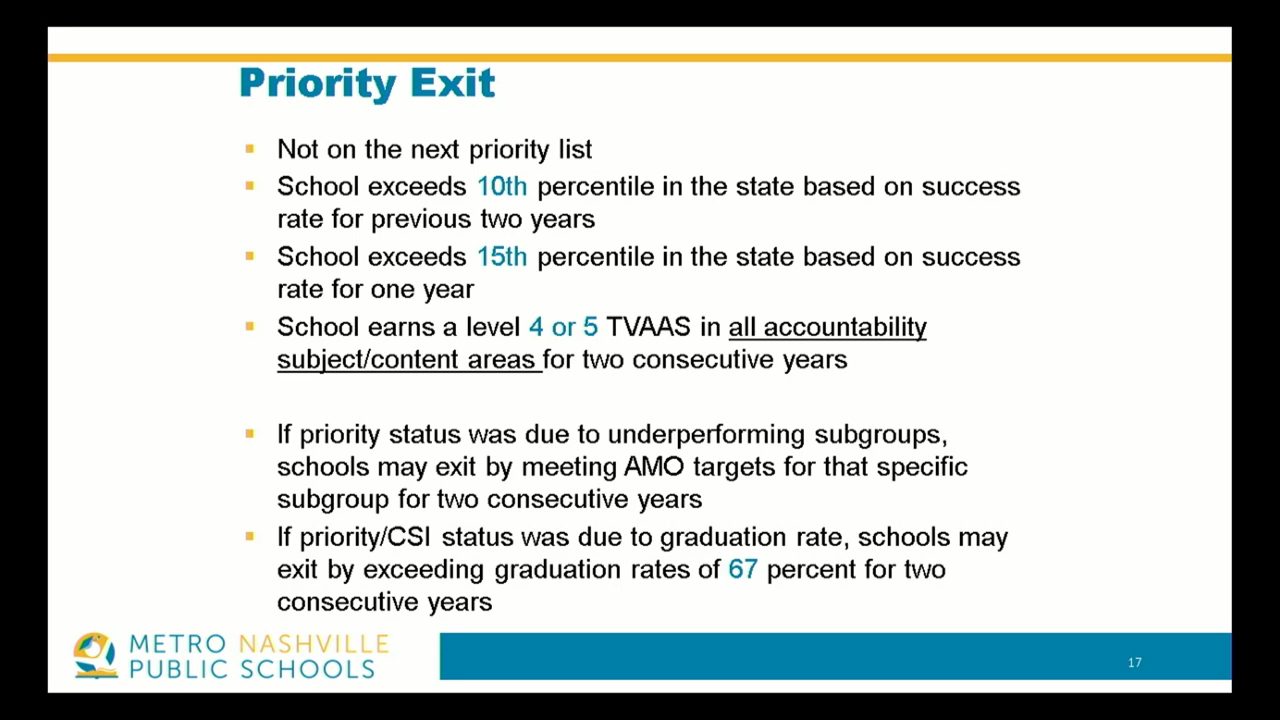 Priority Exit
▪ Not on the next priority list
▪ School exceeds 10th percentile in the state based on success
rate for previous two years
▪ School exceeds 15th percentile in the state based on success
rate for one year
▪ School earns a level 4 or 5 TVAAS in all accountability
subject/content areas for two consecutive years
▪ If priority status was due to underperforming subgroups,
schools may exit by meeting AMO targets for that specific
subgroup for two consecutive years
▪ If priority/CSI status was due to graduation rate, schools may
exit by exceeding graduation rates of 67 percent for two
consecutive years
METRO NASHVILLE
PUBLIC SCHOOLS
17